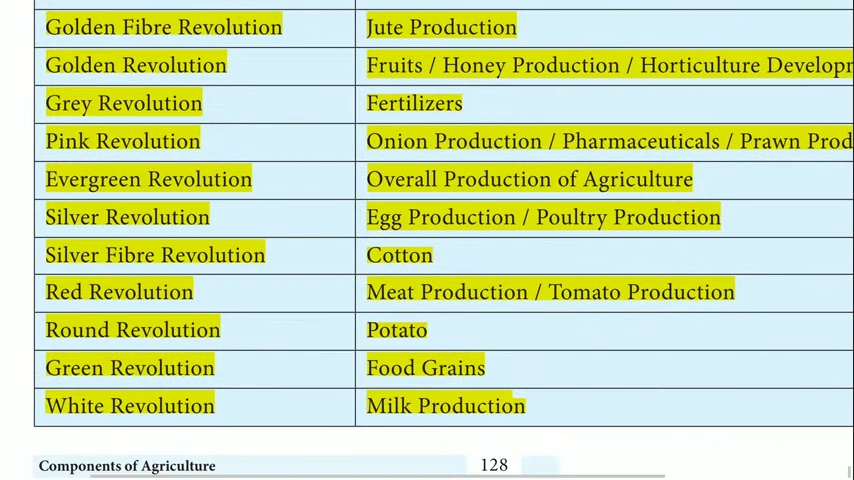 Golden Fibre Revolution Jute Production
Golden Revolution Fruits / Honey Production / Horticulture
Grey Revolution Fertilizers
Pink Revolution Onion Production / Pharmaceuticals / Prawn
Evergreen Revolution Overall Production of Agriculture
Silver Revolution Egg Production / Poultry Production
Silver Fibre Revolution Cotton
Red Revolution Meat Production / Tomato Production
Round Revolution Potato
Green Revolution Food Grains
White Revolution Milk Production
Components of Agriculture 128